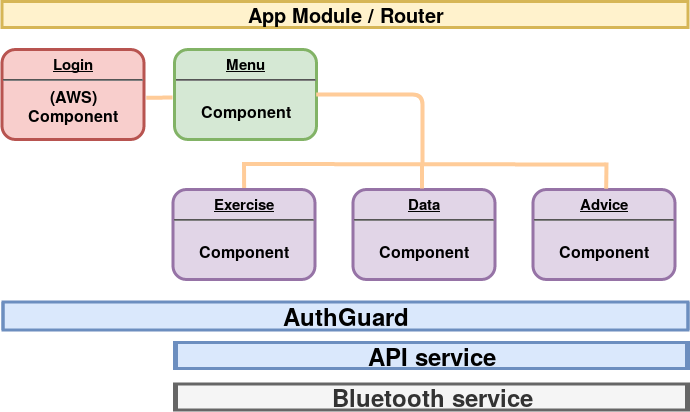 App Module / Router
Login
(AWS)
Component
Menu
Component
Exercise
Component
Data
Component
Advice
Component
AuthGuard
API service
Bluetooth service